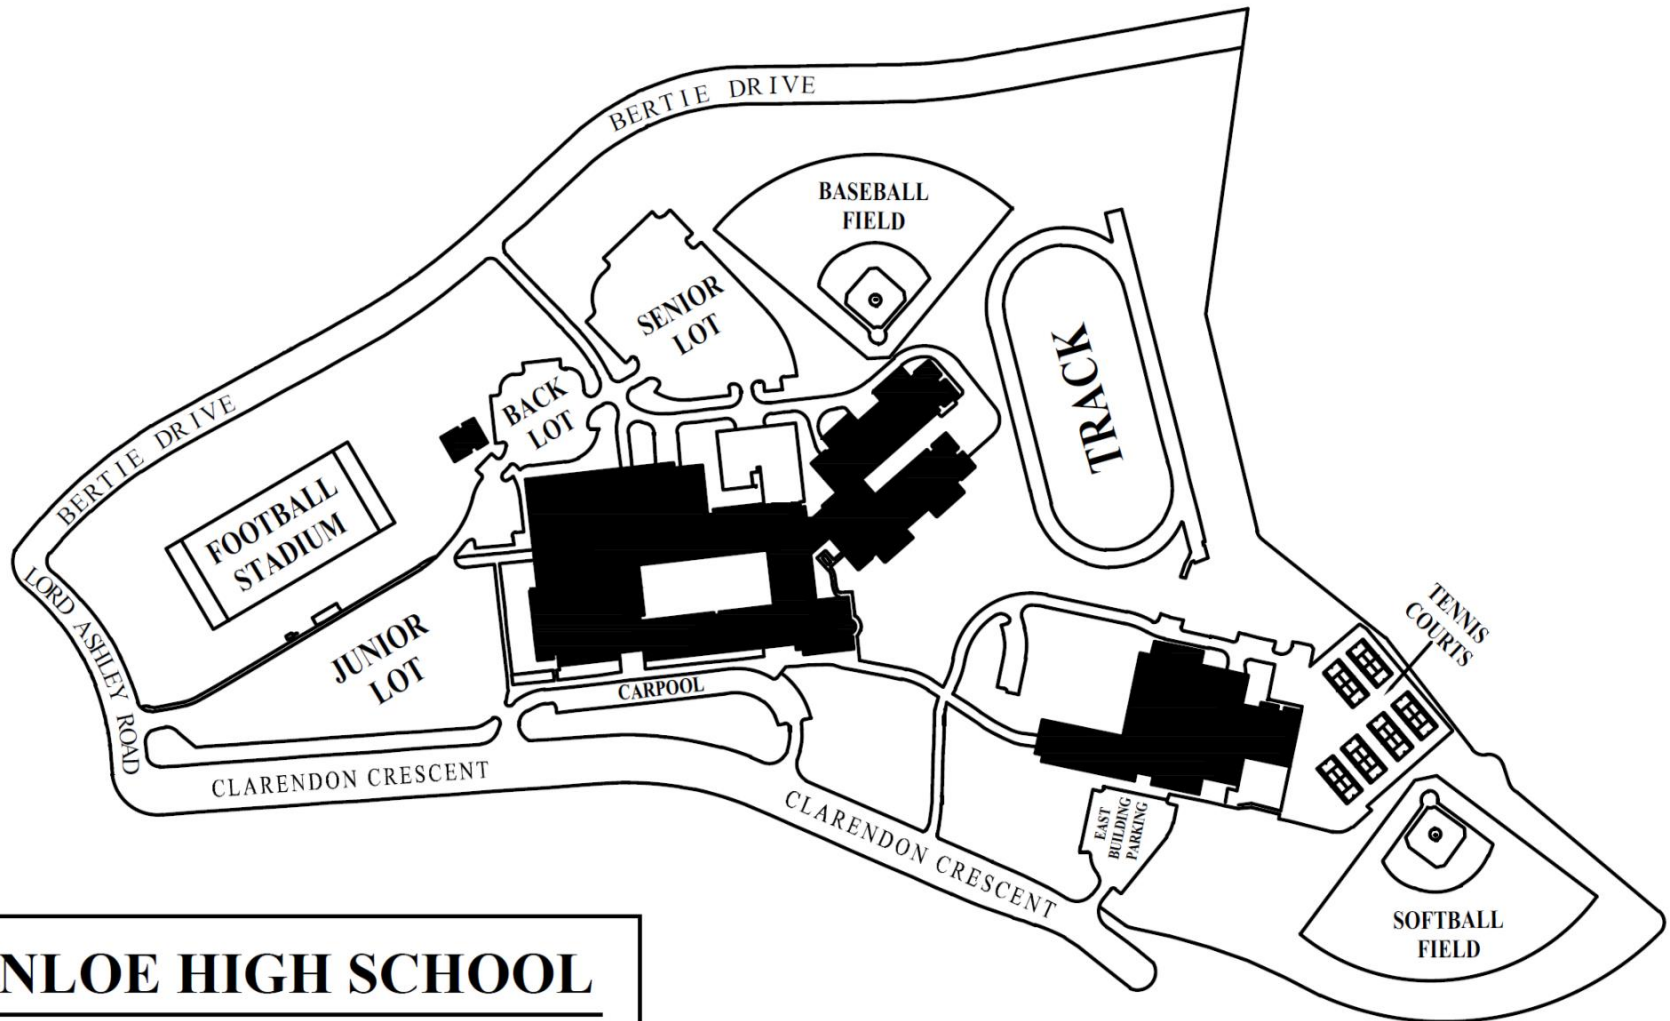 BERTIE DRIVE
BASEBALL
FIELD
SENIOR
LOT
TRACK
BACK
LOT
BERTIE DRIVE
FOOTBALL
STADIUM
LORD ASHLEY ROAD
JUNIOR
LOT
CARPOOL
TENNIS
COURTS
CLARENDON CRESCENT
CLARENDON CRESCENT
EAST
BUILDING
PARKING
SOFTBALL
FIELD
NLOE HIGH SCHOOL